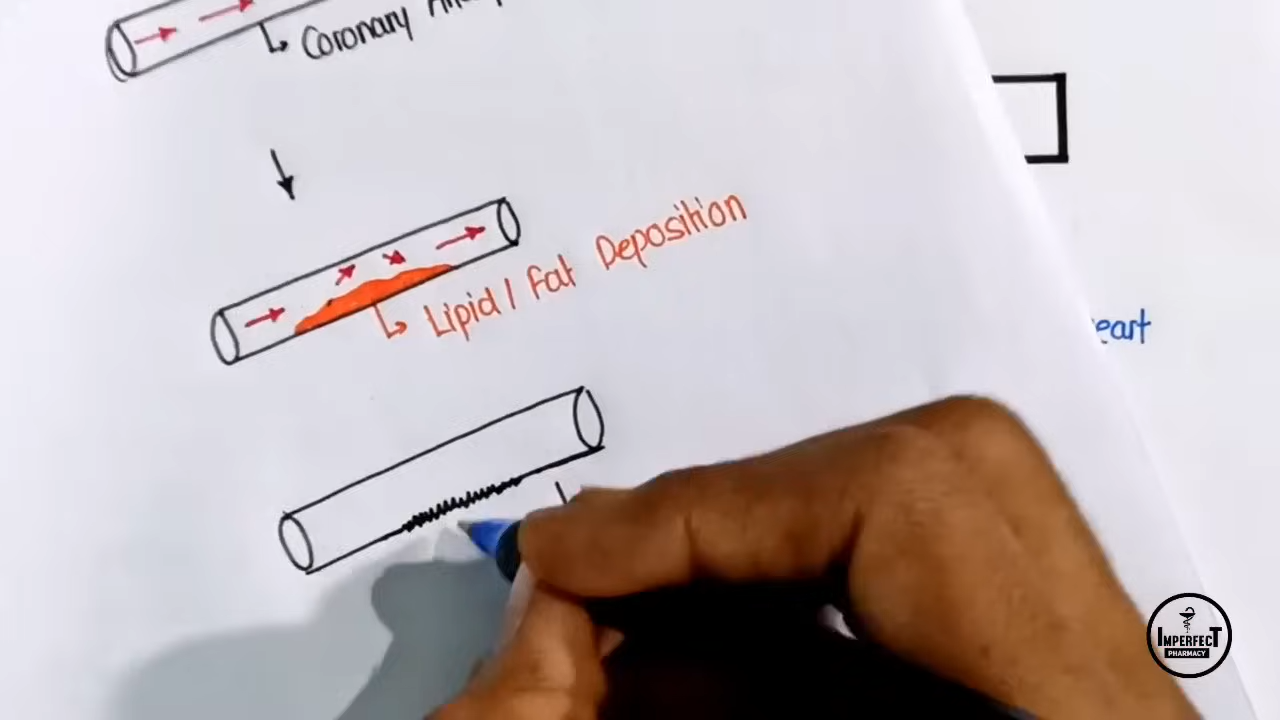 Coronary
Lipid / Fat Deposition
eart
IMPERFECT
PHARMACY